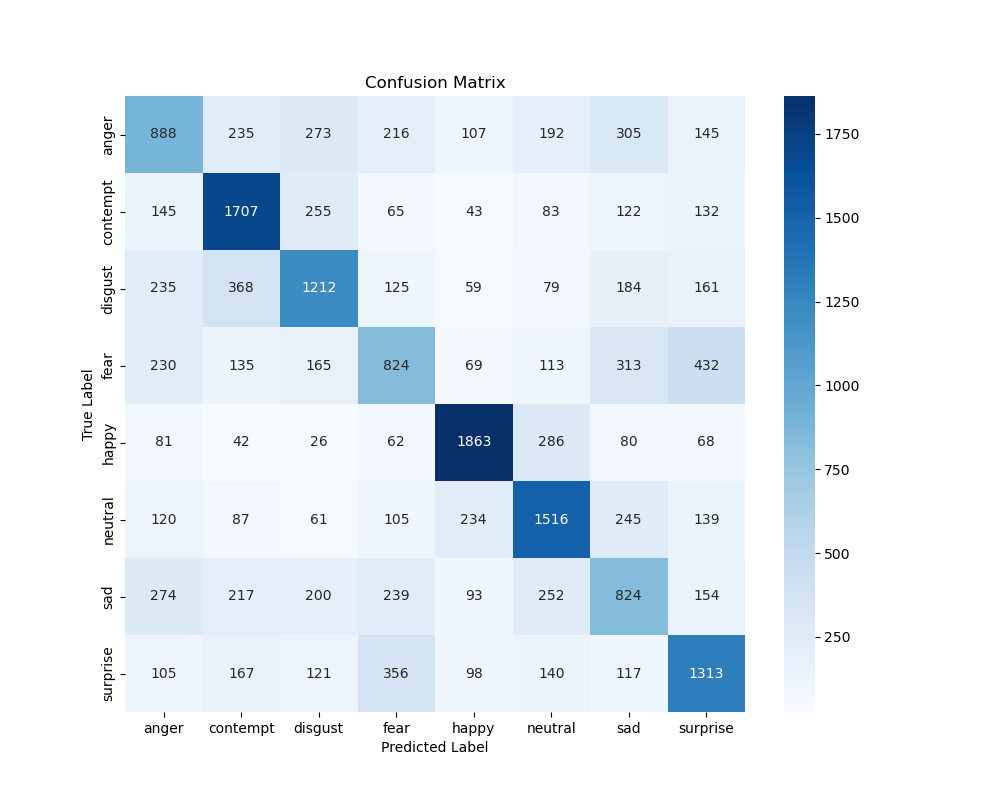 Confusion Matrix
anger 888 235 273 216 107 192 305 145
contempt 145 1707 255 65 43 83 122 132
disgust 235 368 1212 125 59 79 184 161
fear 230 135 165 824 69 113 313 432
happy 81 42 26 62 1863 286 80 68
neutral 120 87 61 105 234 1516 245 139
sad 274 217 200 239 93 252 824 154
surprise 105 167 121 356 98 140 117 1313
anger contempt disgust fear happy neutral sad surprise
Predicted Label
True Label
1750
1500
1250
1000
750
500
250